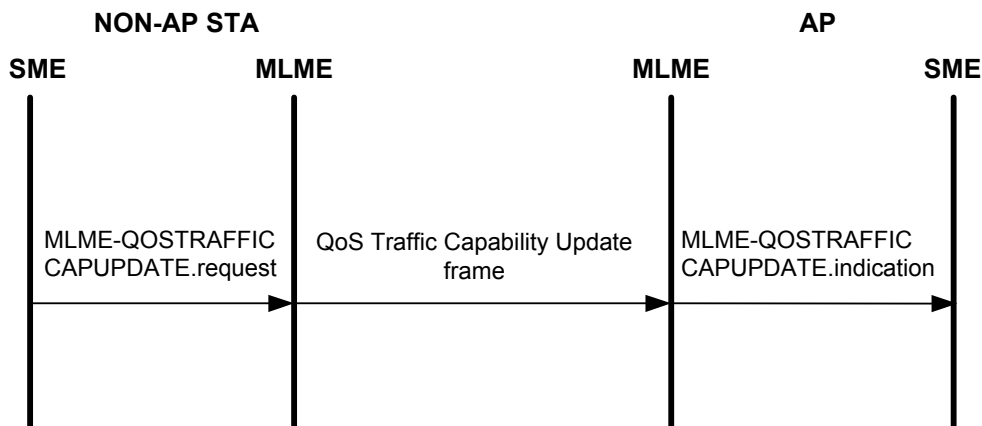 NON-AP STA
AP
SME
MLME
MLME
SME
MLME-QOSTRAFFIC
CAPUPDATE.request
QoS Traffic Capability Update
frame
MLME-QOSTRAFFIC
CAPUPDATE.indication